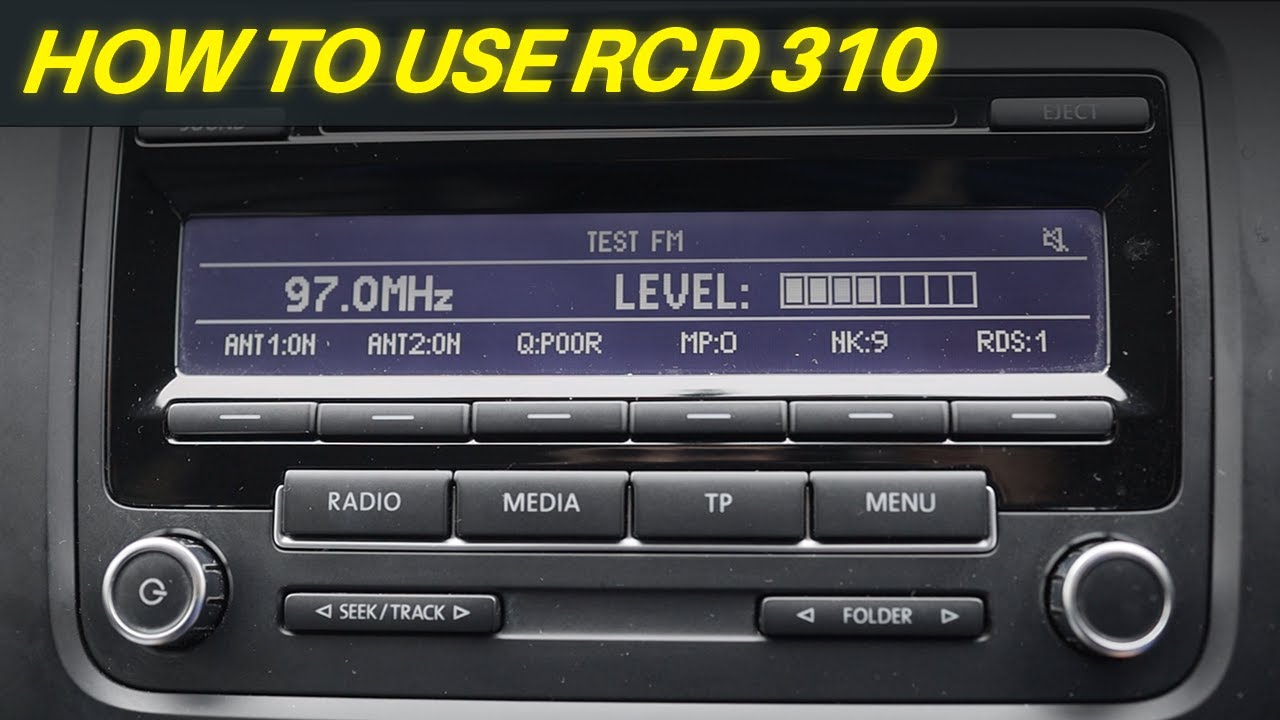 HOW TO USE RCD 310
SOUND
EJECT
TEST FM
97.0MHz LEVEL:
ANT1:ON ANT2:ON Q:POOR MP:0 NK:9 RDS:1
RADIO MEDIA TP MENU
SEEK/TRACK FOLDER